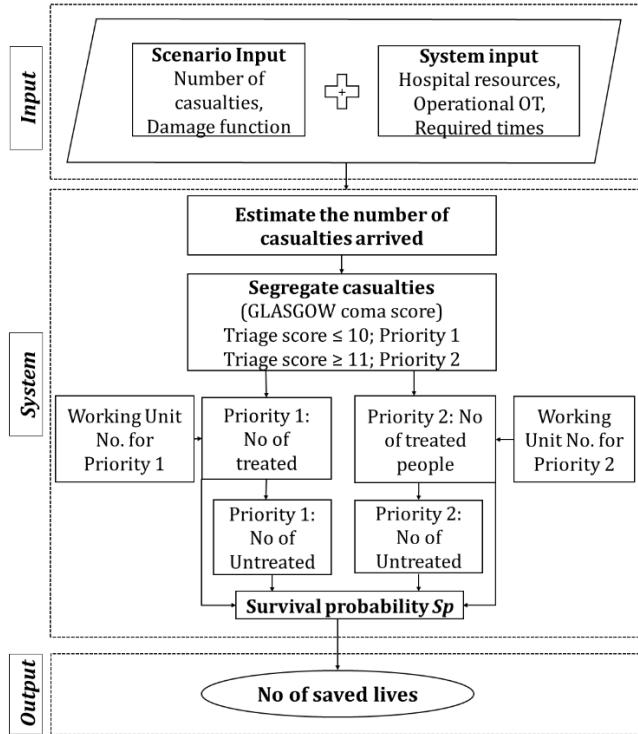 Input
Scenario Input
Number of
casualties,
Damage function
+
System input
Hospital resources,
Operational OT,
Required times
System
Estimate the number of
casualties arrived
Segregate casualties
(GLASGOW coma score)
Triage score ≤ 10; Priority 1
Triage score ≥ 11; Priority 2
Working Unit
No. for
Priority 1
Priority 1:
No of
treated
Priority 2: No
of treated
people
Working
Unit No. for
Priority 2
Priority 1:
No of
Untreated
Priority 2:
No of
Untreated
Survival probability Sp
Output
No of saved lives